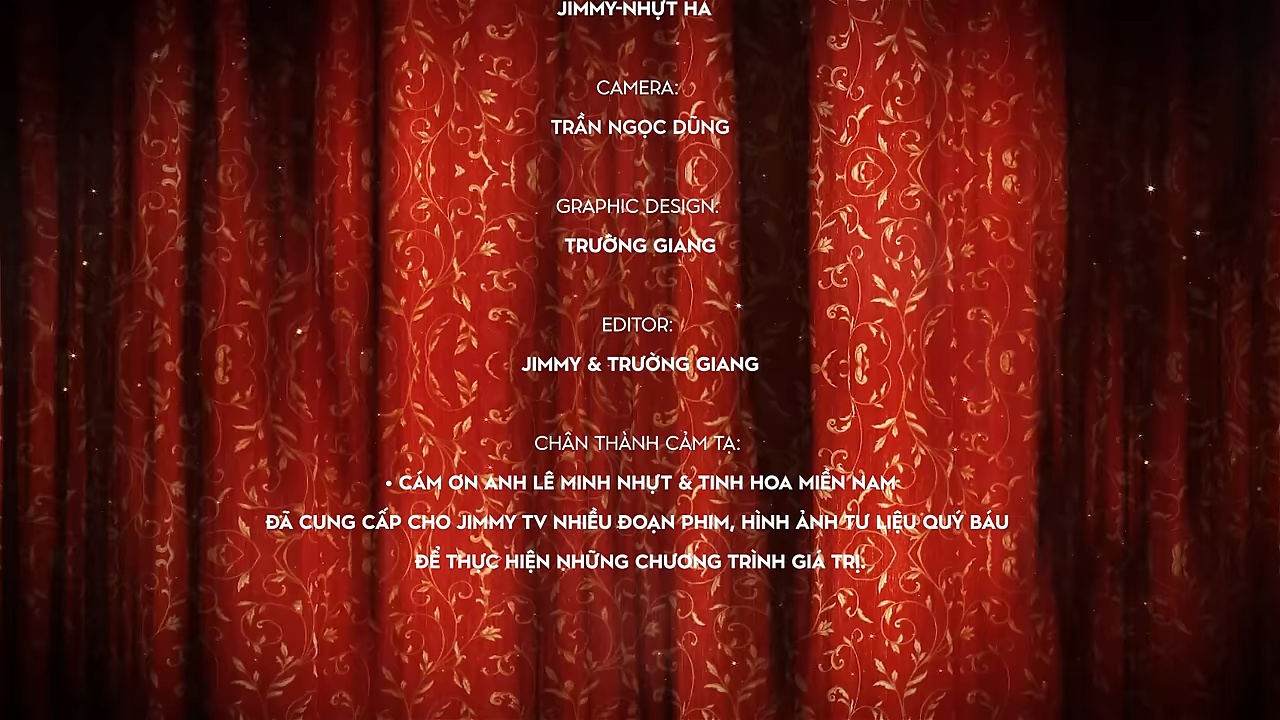 JIMMY-NHỰT HÀ
CAMERA:
TRẦN NGỌC DŨNG
GRAPHIC DESIGN:
TRƯỜNG GIANG
EDITOR:
JIMMY & TRƯỜNG GIANG
CHÂN THÀNH CẢM TẠ:
• CÁM ƠN ANH LÊ MINH NHỰT & TINH HOA MIỀN NAM
ĐÃ CUNG CẤP CHO JIMMY TV NHIỀU ĐOẠN PHIM, HÌNH ẢNH TƯ LIỆU QUÝ BÁU
ĐỂ THỰC HIỆN NHỮNG CHƯƠNG TRÌNH GIÁ TRỊ.